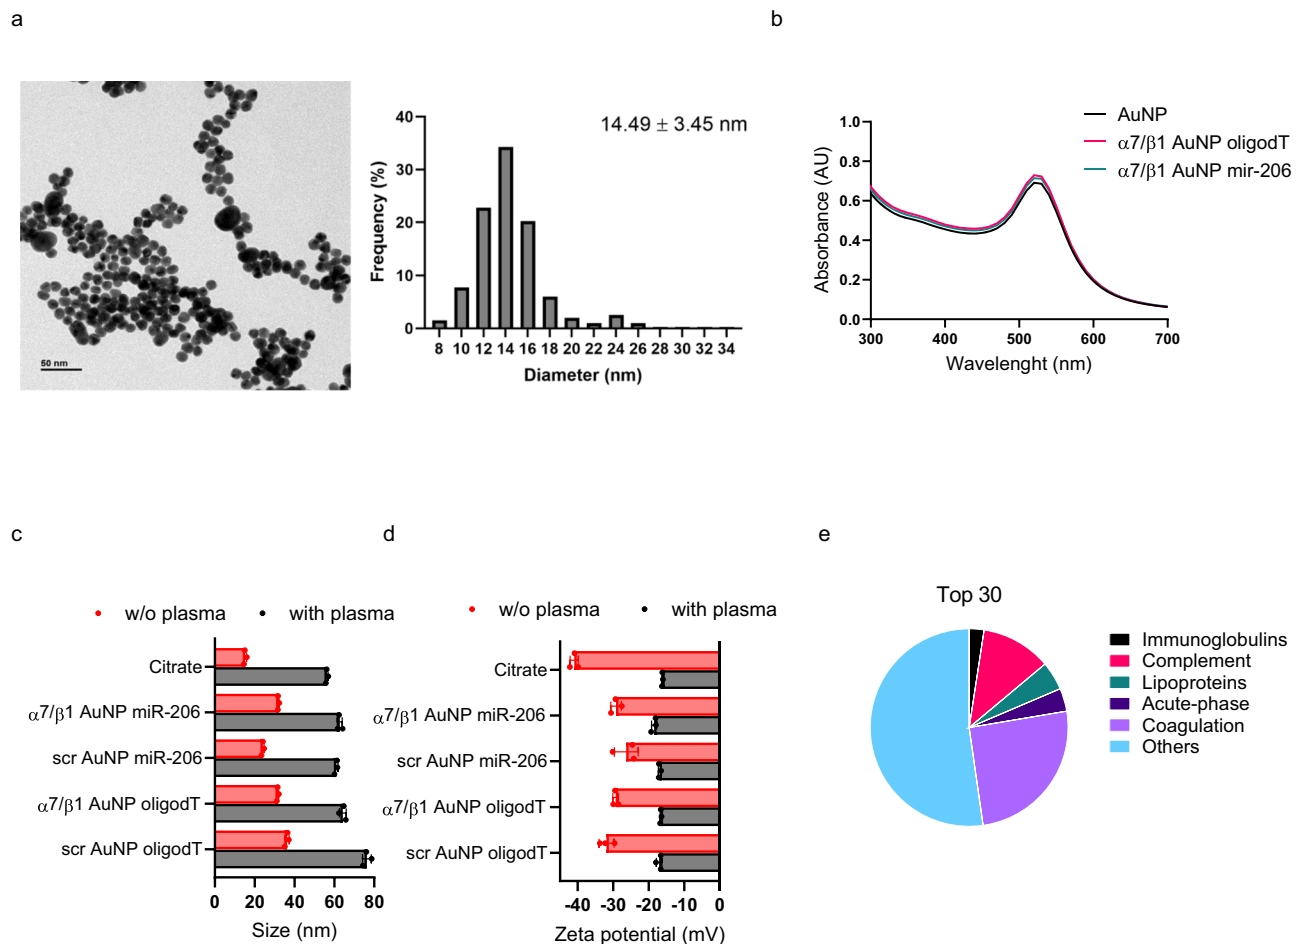 a
b
50 nm
14.49 ± 3.45 nm
40
30
20
10
0
Frequency (%)
8 10 12 14 16 18 20 22 24 26 28 30 32 34
Diameter (nm)
AuNP
α7/β1 AuNP oligodT
α7/β1 AuNP mir-206
1.0
0.8
0.6
0.4
0.2
0.0
Absorbance (AU)
300 400 500 600 700
Wavelenght (nm)
c
d
e
w/o plasma with plasma
Citrate
α7/β1 AuNP miR-206
scr AuNP miR-206
α7/β1 AuNP oligodT
scr AuNP oligodT
0 20 40 60 80
Size (nm)
w/o plasma with plasma
Citrate
α7/β1 AuNP miR-206
scr AuNP miR-206
α7/β1 AuNP oligodT
scr AuNP oligodT
-40 -30 -20 -10 0
Zeta potential (mV)
Top 30
Immunoglobulins
Complement
Lipoproteins
Acute-phase
Coagulation
Others